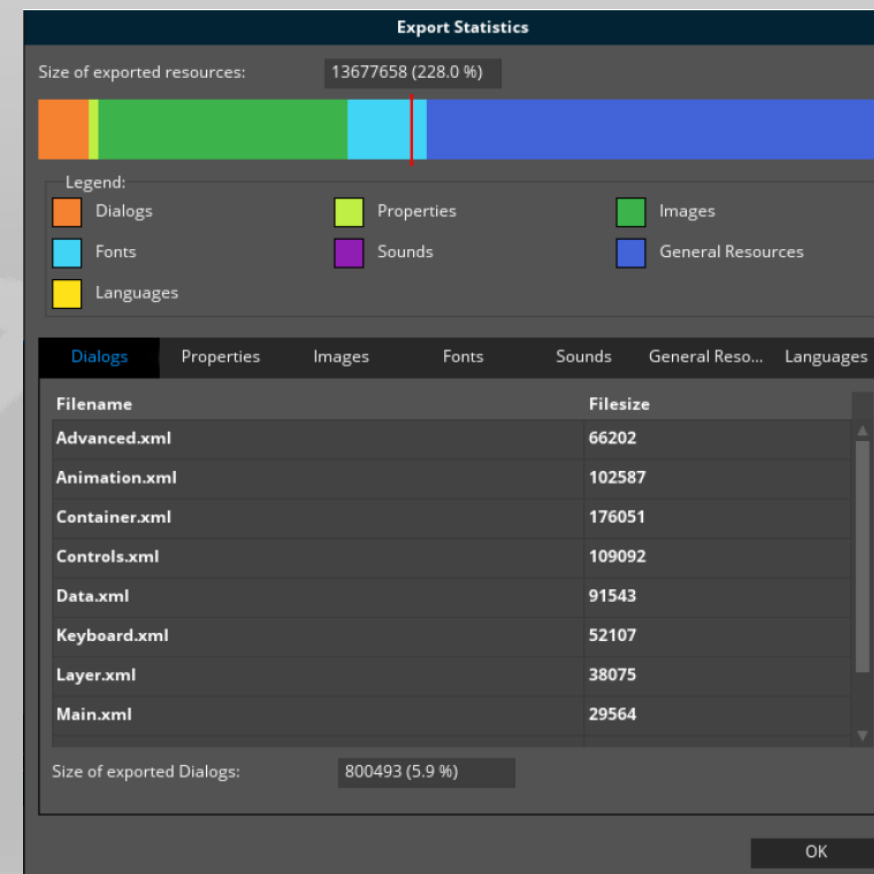 Export Statistics
Size of exported resources: 13677658 (228.0 %)
Legend:
Dialogs Properties Images
Fonts Sounds General Resources
Languages
Dialogs Properties Images Fonts Sounds General Reso... Languages
Filename Filesize
Advanced.xml 66202
Animation.xml 102587
Container.xml 176051
Controls.xml 109092
Data.xml 91543
Keyboard.xml 52107
Layer.xml 38075
Main.xml 29564
Size of exported Dialogs: 800493 (5.9 %)
OK